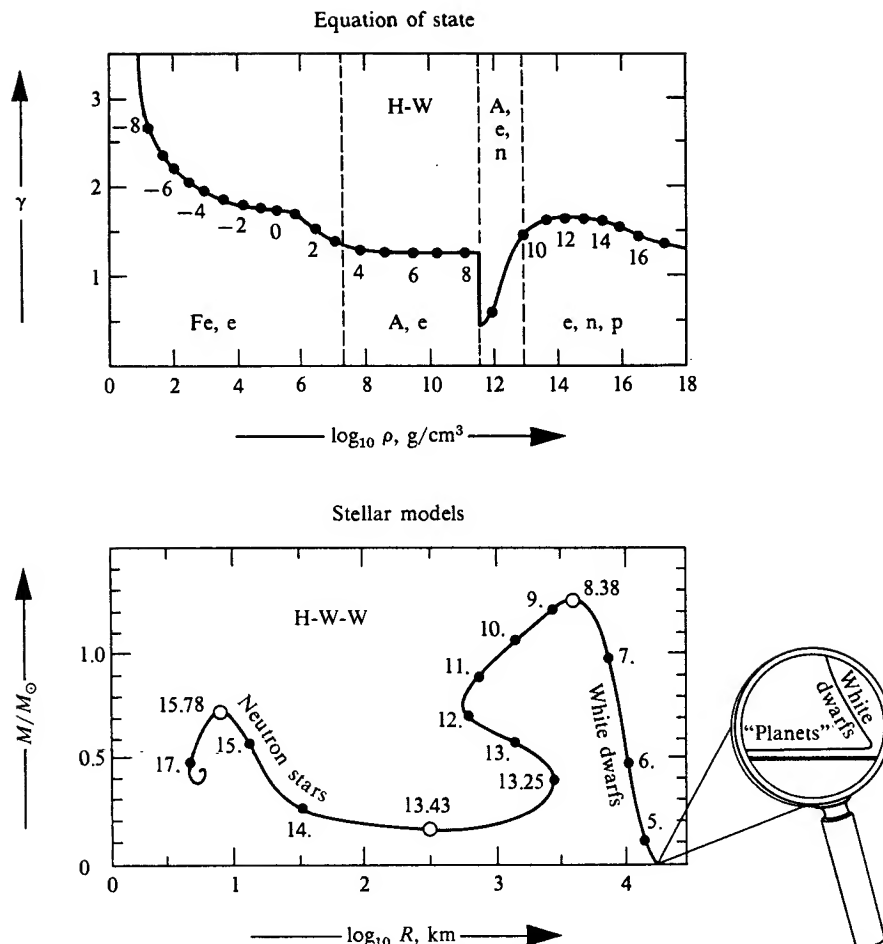 Equation of state
3
2
1
γ
H-W
A,
e,
n
−8
−6
−4
−2
0
2
4
6
8
10
12
14
16
Fe, e
A, e
e, n, p
0 2 4 6 8 10 12 14 16 18
log₁₀ ρ, g/cm³
Stellar models
H-W-W
1.0
0.5
0
M/M☉
17.
15.78
15.
Neutron stars
14.
13.43
13.25
13.
12.
11.
10.
9.
8.38
7.
White dwarfs
6.
5.
0 1 2 3 4
log₁₀ R, km
"Planets"
White
dwarfs